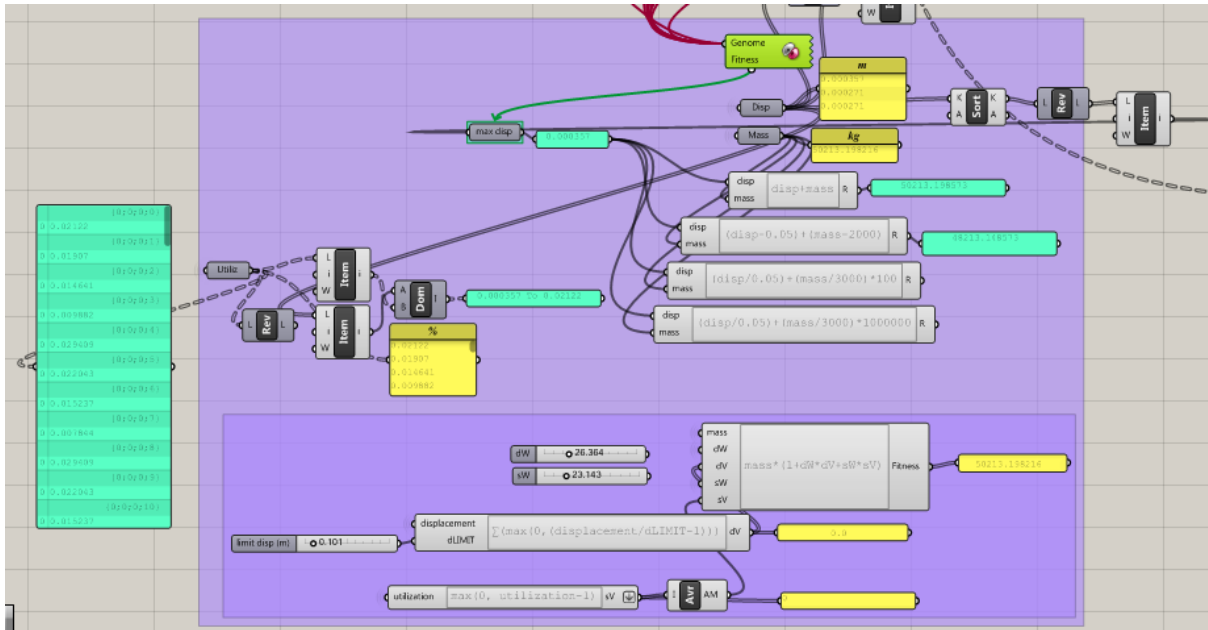 W
Item
i
Genome
Fitness
m
0.000357
0.000271
0.000271
Disp
K
A
Sort
K
A
L
Rev
L
L
i
W
Item
max disp
0.000357
Mass
kg
50213.198216
disp
mass
disp+mass
R
50213.198573
disp
mass
(disp-0.05)+(mass-2000)
R
48213.148573
disp
mass
(disp/0.05)+(mass/3000)*100
R
disp
mass
(disp/0.05)+(mass/3000)*1000000
R
{0;0;0;0}
0 0.02122
{0;0;0;1}
0 0.01907
{0;0;0;2}
0 0.014641
{0;0;0;3}
0 0.009882
{0;0;0;4}
0 0.029409
{0;0;0;5}
0 0.022043
{0;0;0;6}
0 0.015237
{0;0;0;7}
0 0.007844
{0;0;0;8}
0 0.029409
{0;0;0;9}
0 0.022043
{0;0;0;10}
0 0.015237
Utiliz
L
Rev
L
L
i
W
Item
i
L
i
W
Item
i
A
B
Dom
I
0.000357 To 0.02122
%
0.02122
0.01907
0.014641
0.009882
dW
26.364
sW
23.143
mass
dW
dV
sW
sV
mass*(1+dW*dV+sW*sV)
Fitness
50213.198216
limit disp (m)
0.101
displacement
dLIMIT
∑(max(0,(displacement/dLIMIT-1)))
dV
0.0
utilization
max(0, utilization-1)
sV
I
Avr
AM